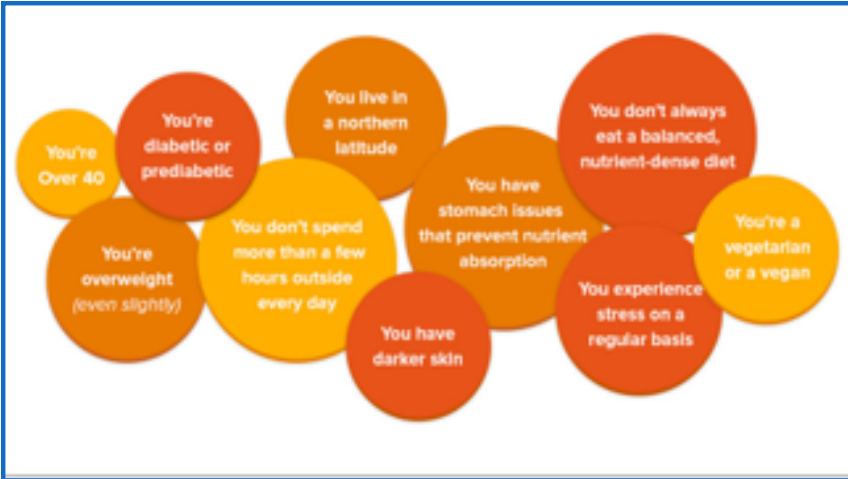 You're
Over 40
You're
diabetic or
prediabetic
You're
overweight
(even slightly)
You live in
a northern
latitude
You don't spend
more than a few
hours outside
every day
You have
darker skin
You have
stomach issues
that prevent nutrient
absorption
You don't always
eat a balanced,
nutrient-dense diet
You experience
stress on a
regular basis
You're a
vegetarian
or a vegan